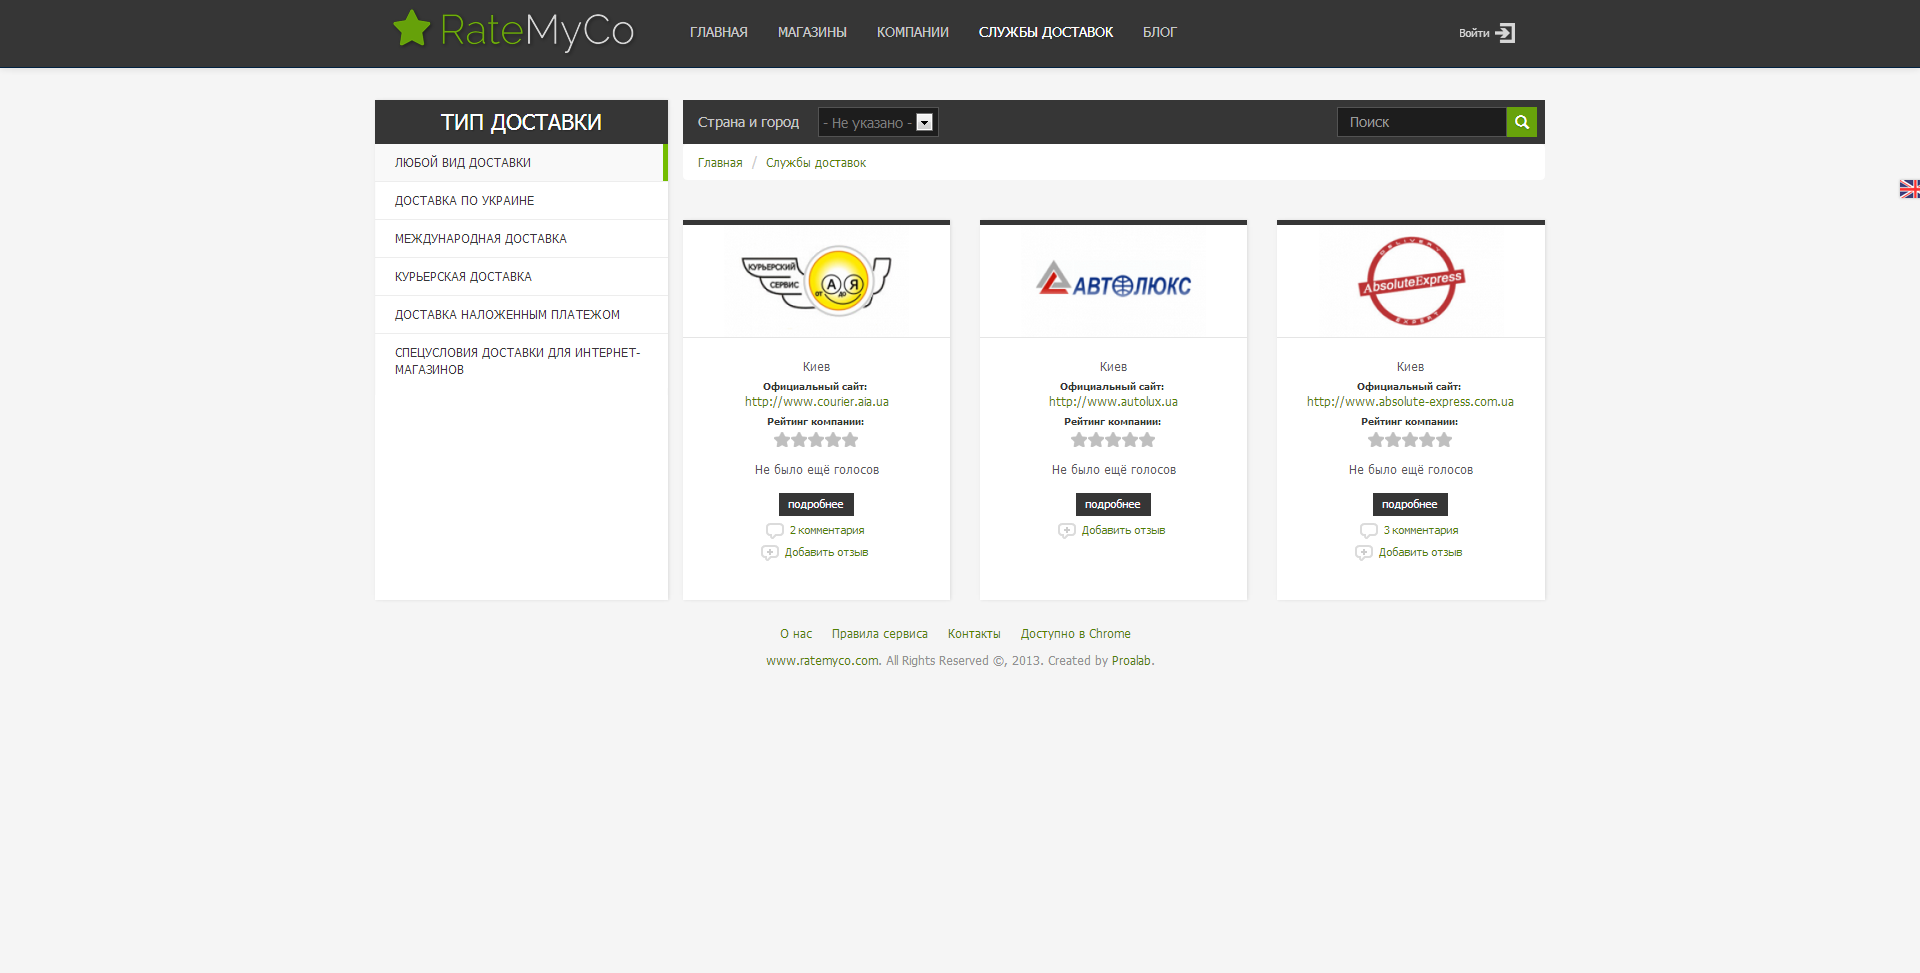 RateMyCo
ГЛАВНАЯ МАГАЗИНЫ КОМПАНИИ СЛУЖБЫ ДОСТАВОК БЛОГ
Войти
ТИП ДОСТАВКИ
ЛЮБОЙ ВИД ДОСТАВКИ
ДОСТАВКА ПО УКРАИНЕ
МЕЖДУНАРОДНАЯ ДОСТАВКА
КУРЬЕРСКАЯ ДОСТАВКА
ДОСТАВКА НАЛОЖЕННЫМ ПЛАТЕЖОМ
СПЕЦУСЛОВИЯ ДОСТАВКИ ДЛЯ ИНТЕРНЕТ-
МАГАЗИНОВ
Страна и город - Не указано - Поиск
Главная / Службы доставок
КУРЬЕРСКИЙ
СЕРВИС
от А до Я
Киев
Официальный сайт:
http://www.courier.aia.ua
Рейтинг компании:
Не было ещё голосов
подробнее
2 комментария
Добавить отзыв
АВТОЛЮКС
Киев
Официальный сайт:
http://www.autolux.ua
Рейтинг компании:
Не было ещё голосов
подробнее
Добавить отзыв
DELIVERY
AbsoluteExpress
EXPERT
Киев
Официальный сайт:
http://www.absolute-express.com.ua
Рейтинг компании:
Не было ещё голосов
подробнее
3 комментария
Добавить отзыв
О нас Правила сервиса Контакты Доступно в Chrome
www.ratemyco.com. All Rights Reserved ©, 2013. Created by Proalab.